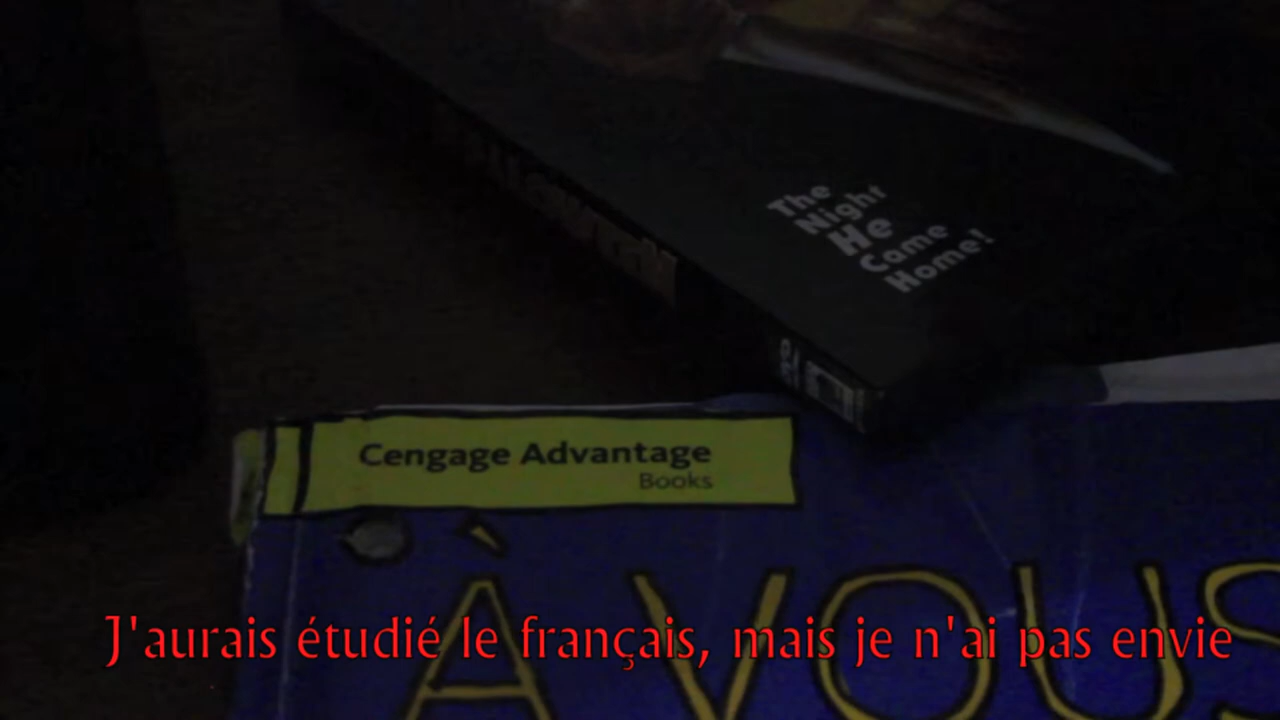 The
Night
He
Came
Home!
Cengage Advantage
Books
À VOUS
J'aurais étudié le français, mais je n'ai pas envie